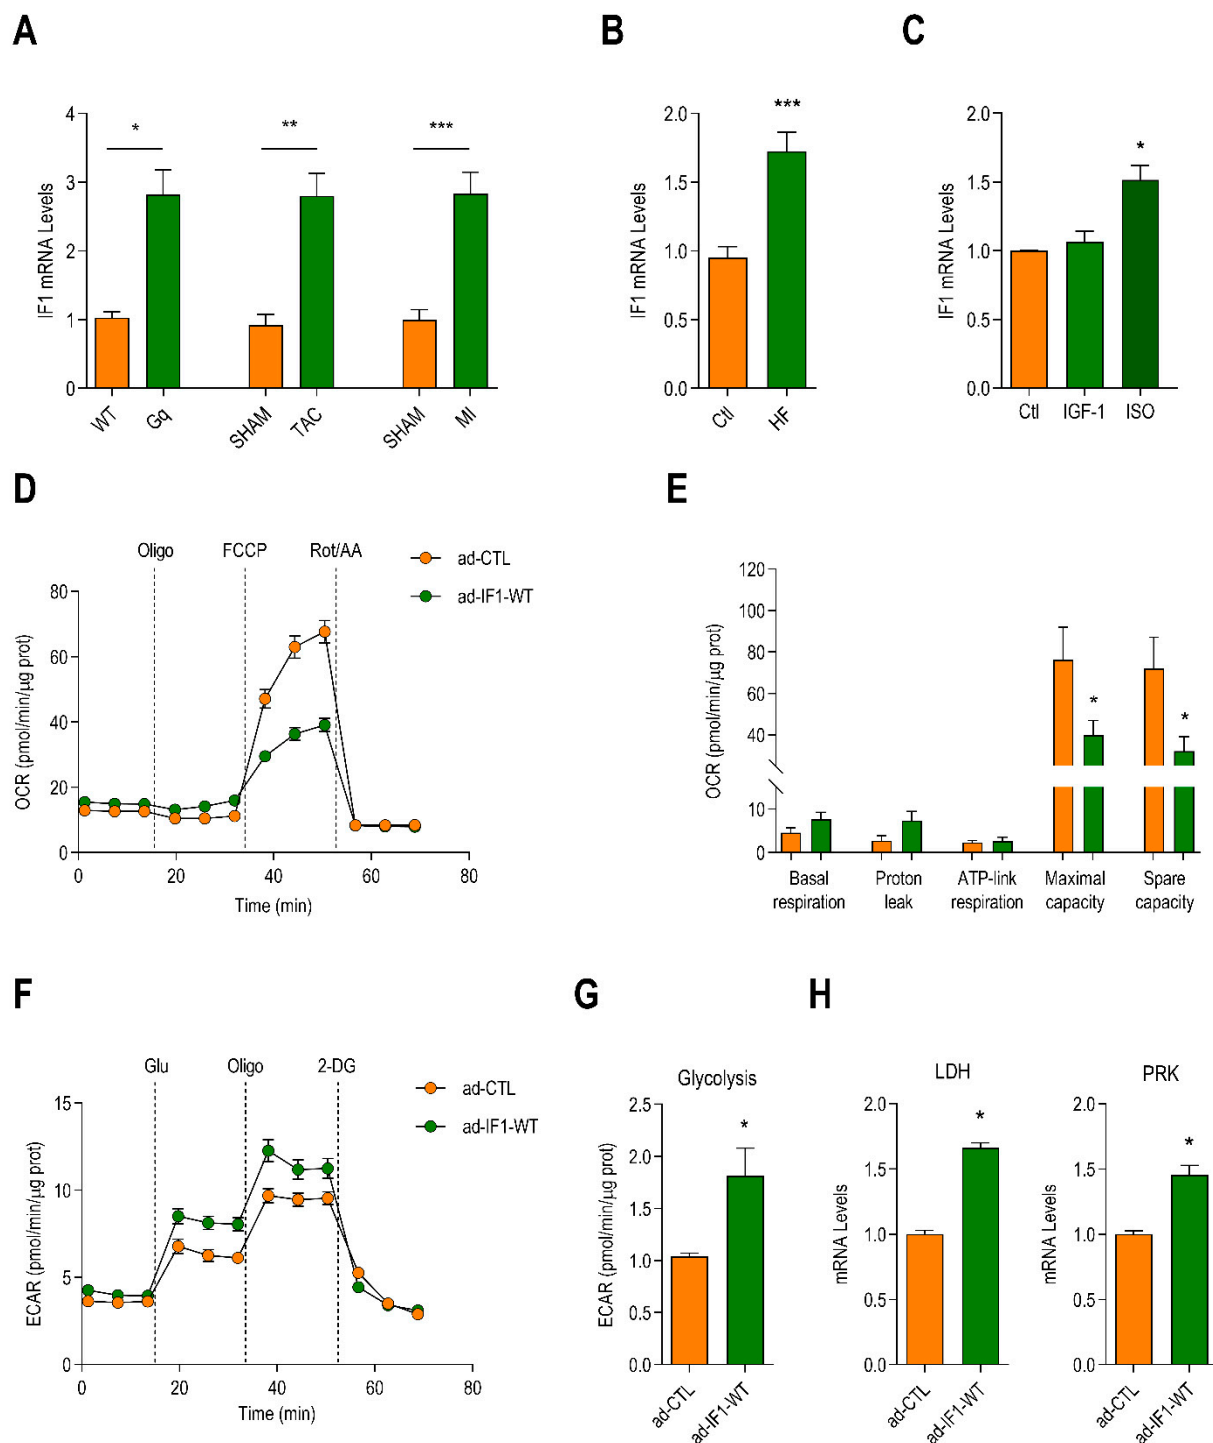 A
B
C
4
3
2
1
0
IF1 mRNA Levels
*
**
***
WT
Gq
SHAM
TAC
SHAM
MI
2.0
1.5
1.0
0.5
0.0
IF1 mRNA Levels
***
Ctl
HF
2.0
1.5
1.0
0.5
0.0
IF1 mRNA Levels
*
Ctl
IGF-1
ISO
D
E
Oligo
FCCP
Rot/AA
ad-CTL
ad-IF1-WT
80
60
40
20
0
OCR (pmol/min/µg prot)
0
20
40
60
80
Time (min)
120
100
80
60
40
10
0
OCR (pmol/min/µg prot)
*
*
Basal
respiration
Proton
leak
ATP-link
respiration
Maximal
capacity
Spare
capacity
F
G
H
Glu
Oligo
2-DG
ad-CTL
ad-IF1-WT
15
10
5
0
ECAR (pmol/min/µg prot)
0
20
40
60
80
Time (min)
Glycolysis
2.5
2.0
1.5
1.0
0.5
0.0
ECAR (pmol/min/µg prot)
*
ad-CTL
ad-IF1-WT
LDH
2.0
1.5
1.0
0.5
0.0
mRNA Levels
*
ad-CTL
ad-IF1-WT
PRK
2.0
1.5
1.0
0.5
0.0
mRNA Levels
*
ad-CTL
ad-IF1-WT